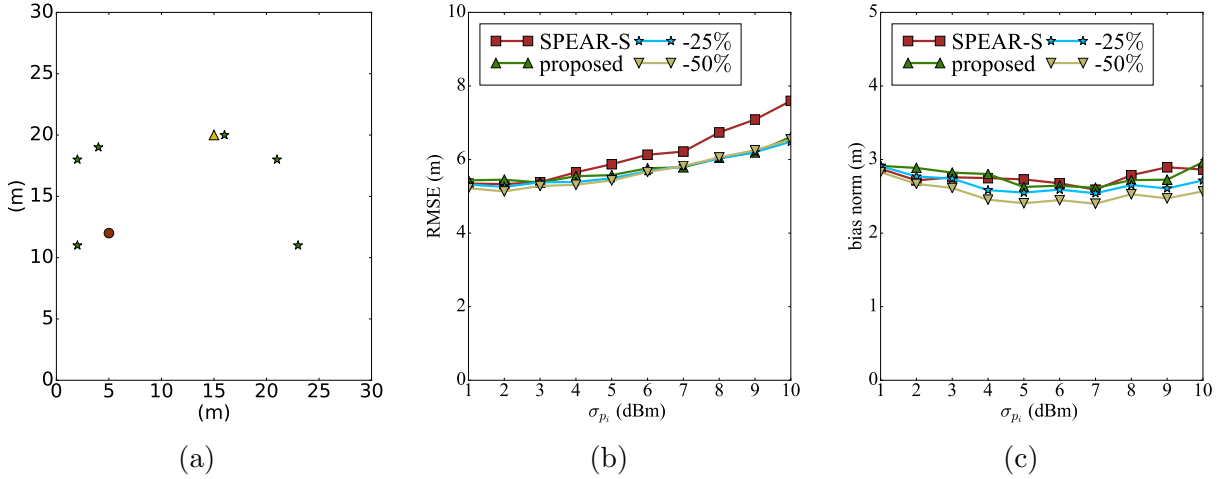 30
25
20
15
10
5
0
(m)
0 5 10 15 20 25 30
(m)
(a)
10
8
6
4
2
0
RMSE (m)
SPEAR-S -25%
proposed -50%
1 2 3 4 5 6 7 8 9 10
σ_{p_i} (dBm)
(b)
5
4
3
2
1
0
bias norm (m)
SPEAR-S -25%
proposed -50%
1 2 3 4 5 6 7 8 9 10
σ_{p_i} (dBm)
(c)